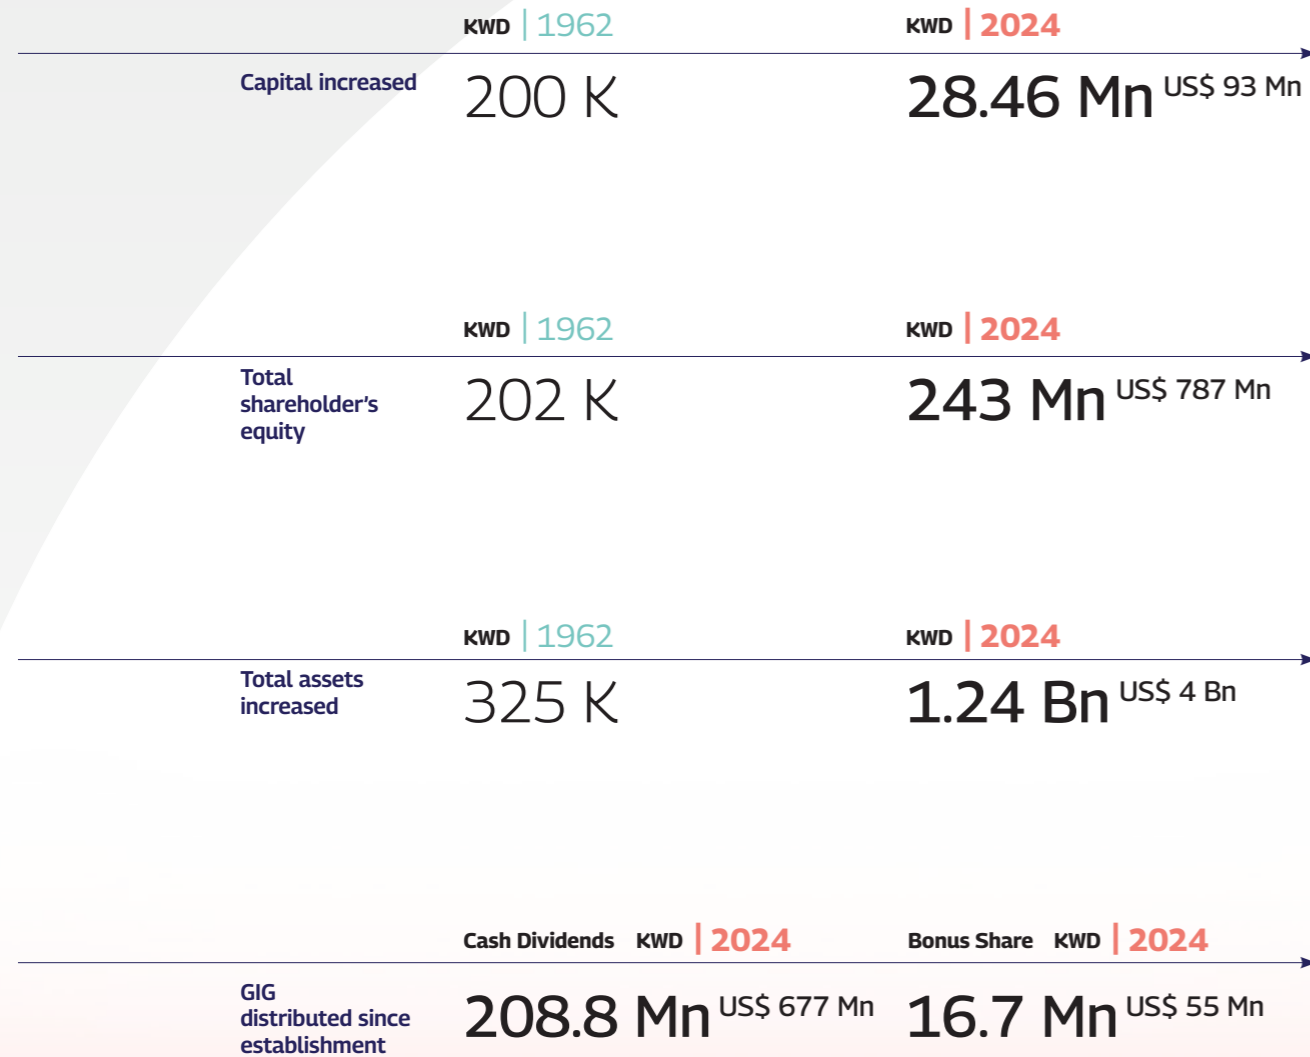 KWD | 1962 KWD | 2024
Capital increased 200 K 28.46 Mn US$ 93 Mn
KWD | 1962 KWD | 2024
Total
shareholder's
equity
202 K 243 Mn US$ 787 Mn
KWD | 1962 KWD | 2024
Total assets
increased
325 K 1.24 Bn US$ 4 Bn
Cash Dividends KWD | 2024 Bonus Share KWD | 2024
GIG
distributed since
establishment
208.8 Mn US$ 677 Mn 16.7 Mn US$ 55 Mn